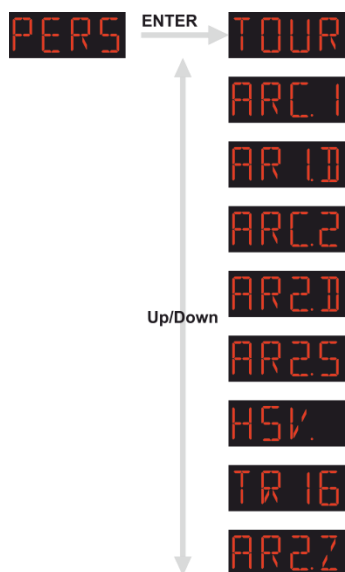 PERS ENTER TOUR
ARC.1
AR1.D
ARC.2
AR2.D
Up/Down
AR2.S
HSV.
TR16
AR2.Z